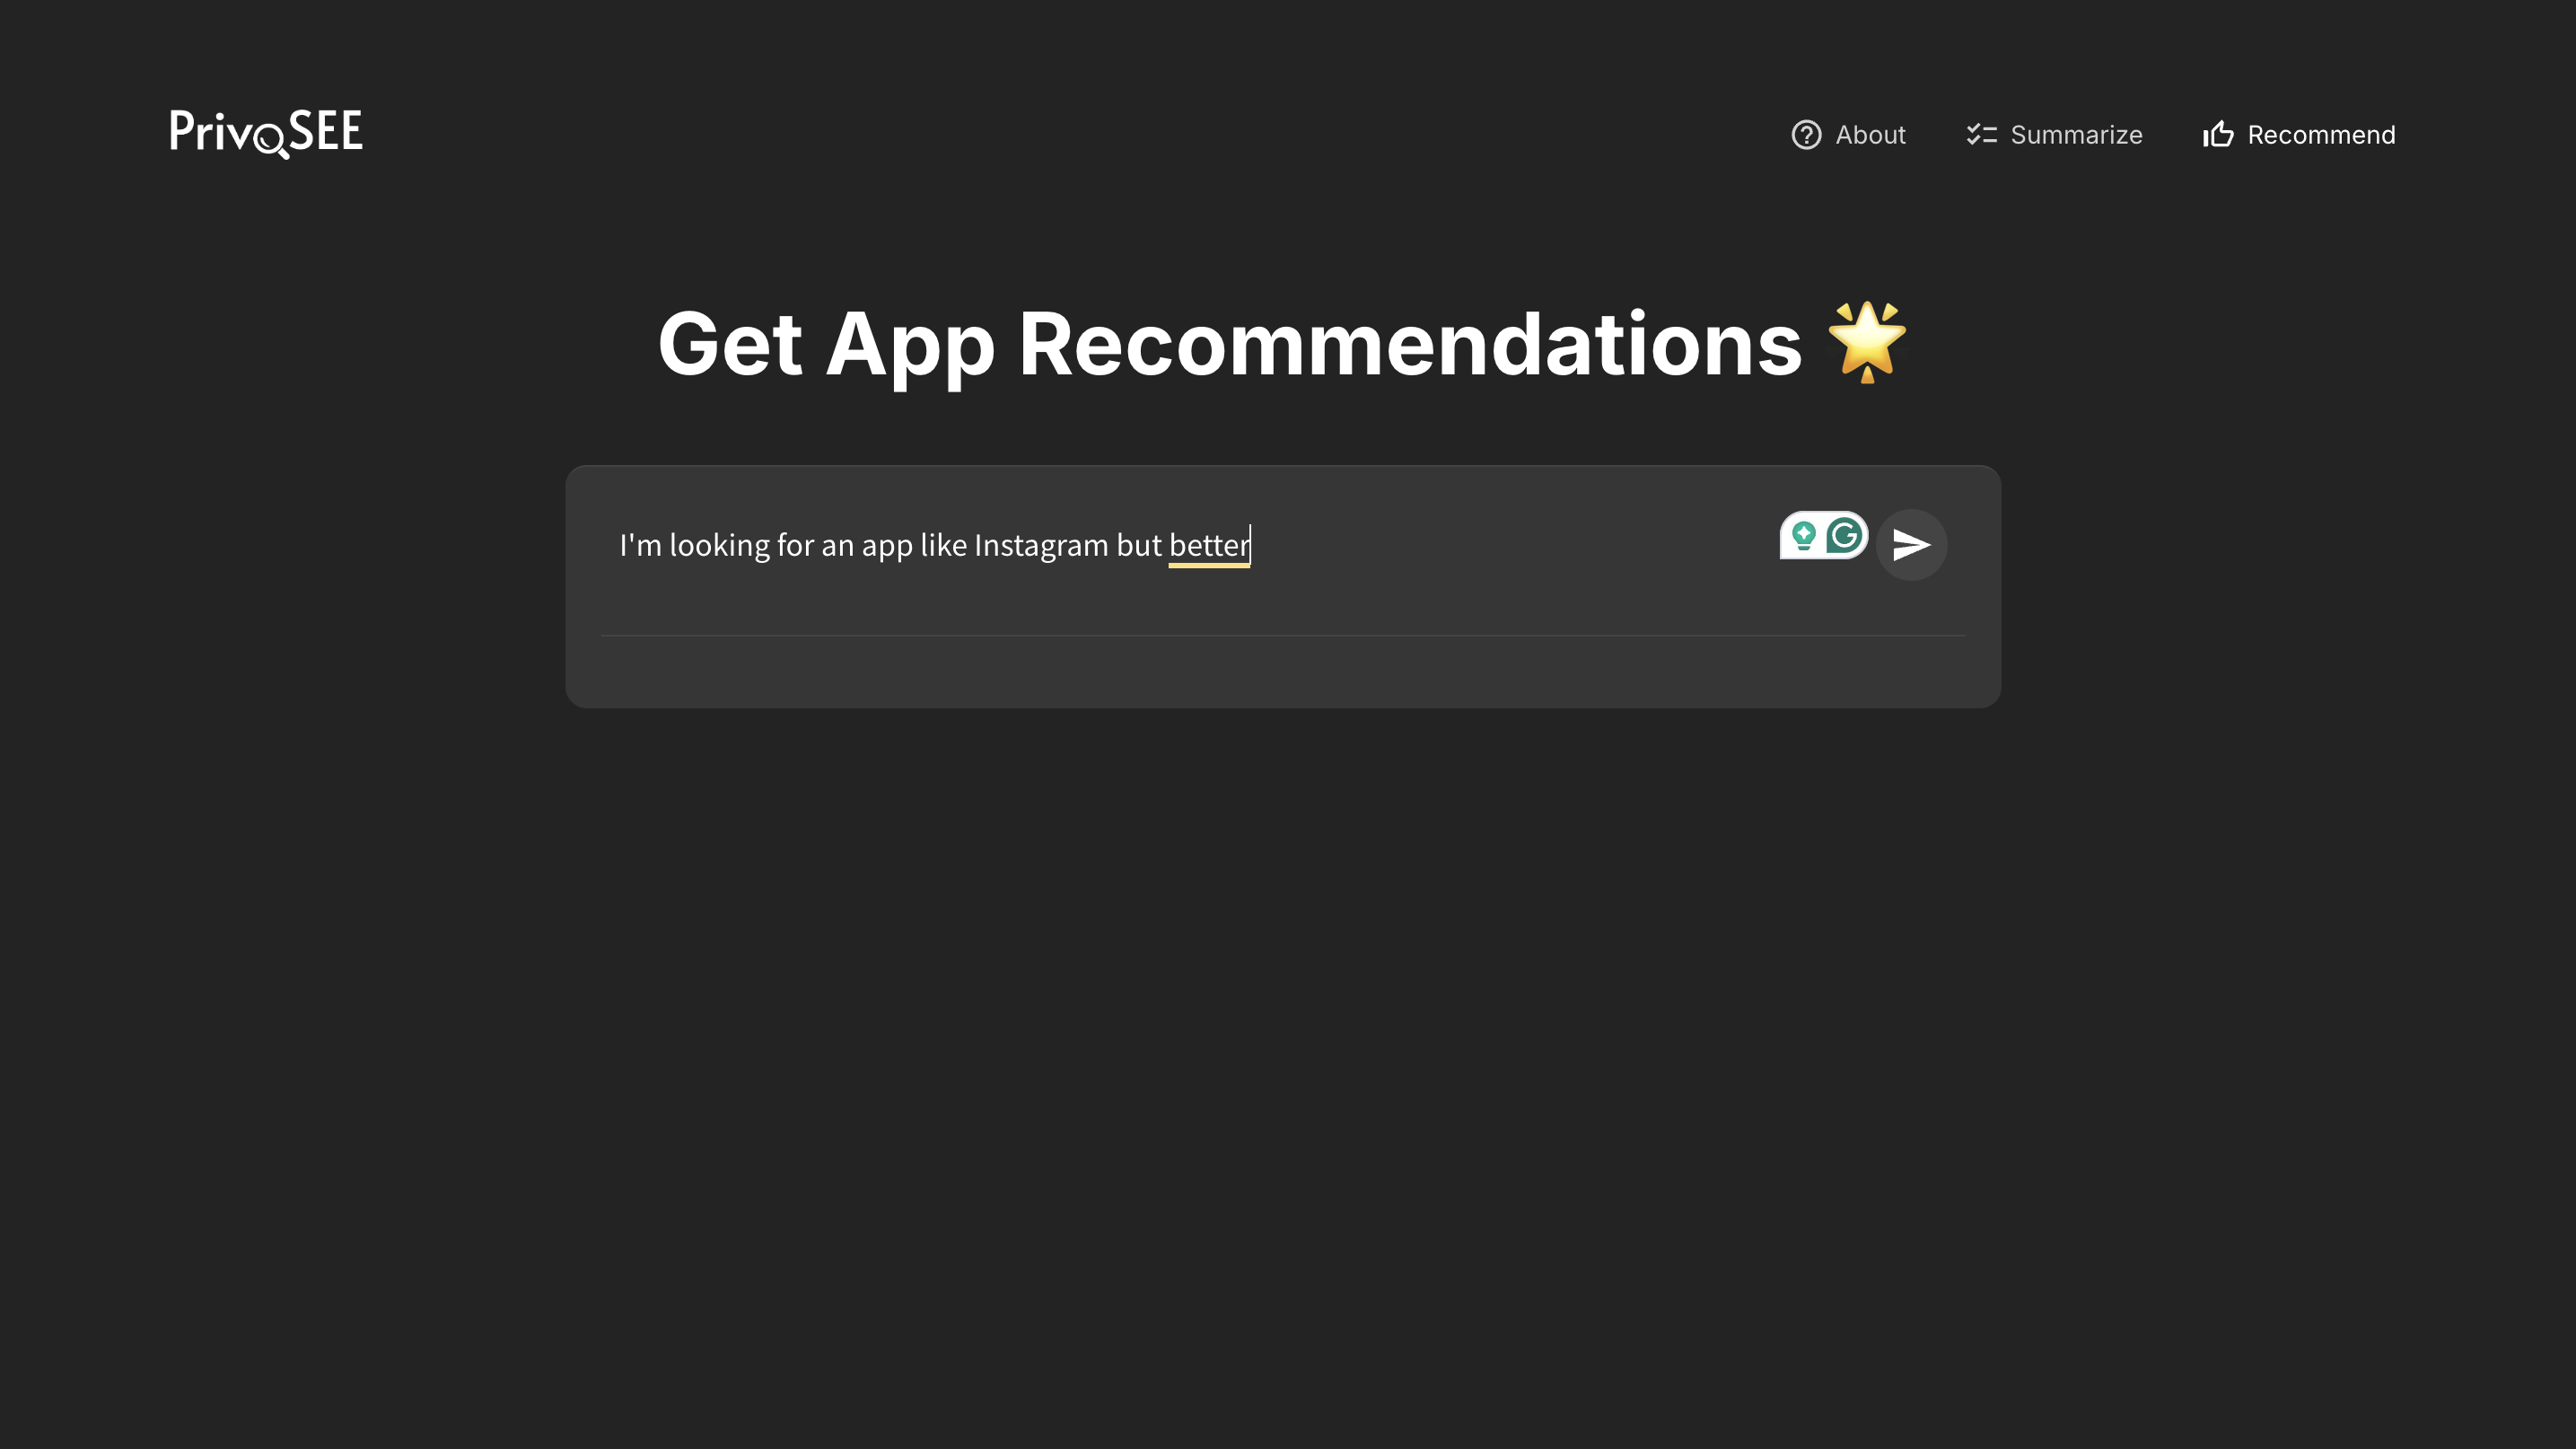 PrivaSEE
About
Summarize
Recommend
Get App Recommendations
I'm looking for an app like Instagram but better